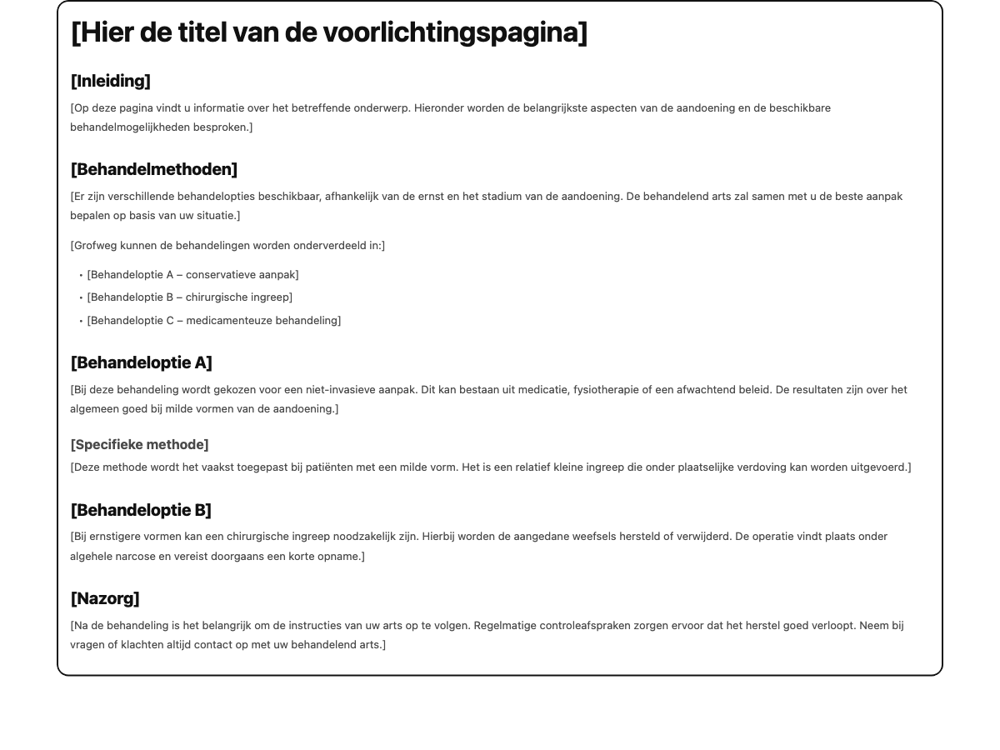 [Hier de titel van de voorlichtingspagina]
[Inleiding]
[Op deze pagina vindt u informatie over het betreffende onderwerp. Hieronder worden de belangrijkste aspecten van de aandoening en de beschikbare
behandelmogelijkheden besproken.]
[Behandelmethoden]
[Er zijn verschillende behandelopties beschikbaar, afhankelijk van de ernst en het stadium van de aandoening. De behandelend arts zal samen met u de beste aanpak
bepalen op basis van uw situatie.]
[Grofweg kunnen de behandelingen worden onderverdeeld in:]
• [Behandeloptie A – conservatieve aanpak]
• [Behandeloptie B – chirurgische ingreep]
• [Behandeloptie C – medicamenteuze behandeling]
[Behandeloptie A]
[Bij deze behandeling wordt gekozen voor een niet-invasieve aanpak. Dit kan bestaan uit medicatie, fysiotherapie of een afwachtend beleid. De resultaten zijn over het
algemeen goed bij milde vormen van de aandoening.]
[Specifieke methode]
[Deze methode wordt het vaakst toegepast bij patiënten met een milde vorm. Het is een relatief kleine ingreep die onder plaatselijke verdoving kan worden uitgevoerd.]
[Behandeloptie B]
[Bij ernstigere vormen kan een chirurgische ingreep noodzakelijk zijn. Hierbij worden de aangedane weefsels hersteld of verwijderd. De operatie vindt plaats onder
algehele narcose en vereist doorgaans een korte opname.]
[Nazorg]
[Na de behandeling is het belangrijk om de instructies van uw arts op te volgen. Regelmatige controleafspraken zorgen ervoor dat het herstel goed verloopt. Neem bij
vragen of klachten altijd contact op met uw behandelend arts.]